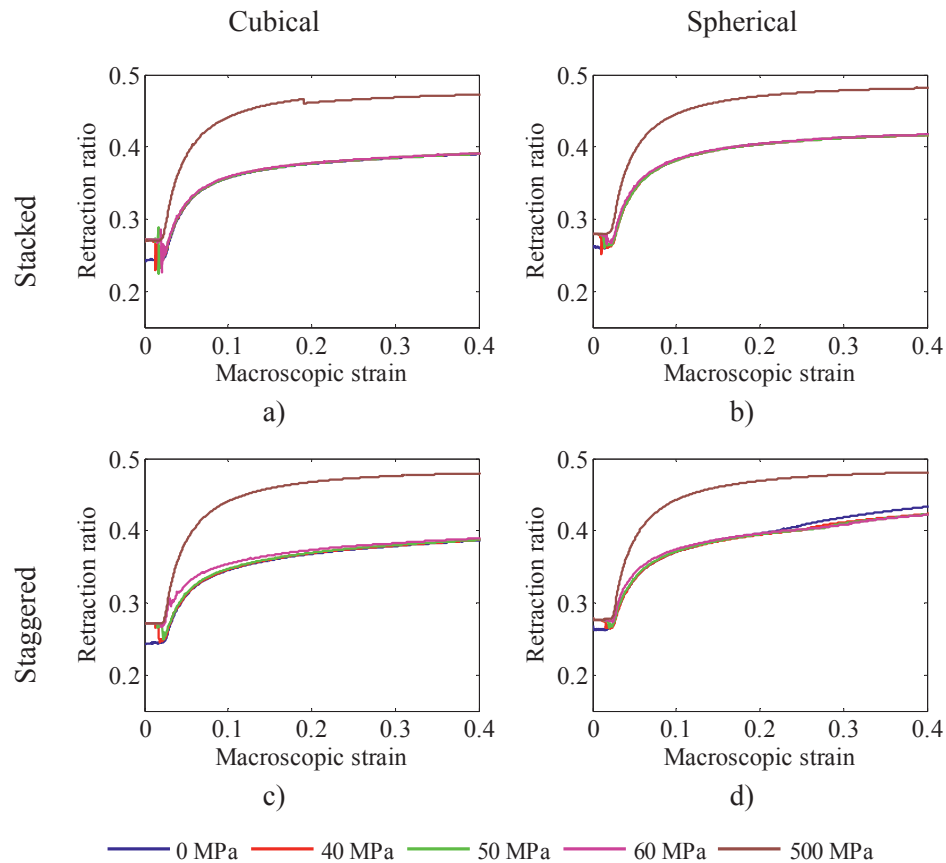 Cubical
Spherical
Stacked
Retraction ratio
0.5
0.4
0.3
0.2
0 0.1 0.2 0.3 0.4
Macroscopic strain
a)
Retraction ratio
0.5
0.4
0.3
0.2
0 0.1 0.2 0.3 0.4
Macroscopic strain
b)
Staggered
Retraction ratio
0.5
0.4
0.3
0.2
0 0.1 0.2 0.3 0.4
Macroscopic strain
c)
Retraction ratio
0.5
0.4
0.3
0.2
0 0.1 0.2 0.3 0.4
Macroscopic strain
d)
0 MPa 40 MPa 50 MPa 60 MPa 500 MPa